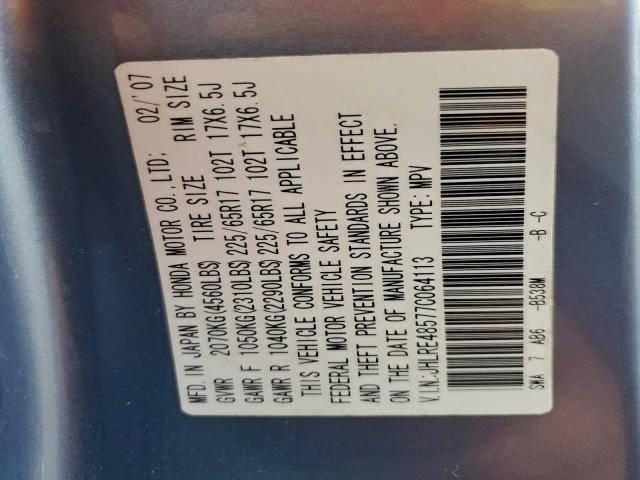 MFD. IN JAPAN BY HONDA MOTOR CO., LTD: 02/'07
GVWR 2070KG(4560LBS) TIRE SIZE RIM SIZE
GAWR F 1050KG(2310LBS) 225/65R17 102T 17X6.5J
GAWR R 1040KG(2290LBS) 225/65R17 102T 17X6.5J
THIS VEHICLE CONFORMS TO ALL APPLICABLE
FEDERAL MOTOR VEHICLE SAFETY
AND THEFT PREVENTION STANDARDS IN EFFECT
ON THE DATE OF MANUFACTURE SHOWN ABOVE.
V.I.N:JHLRE48577C064113 TYPE: MPV
SWA 7 AB6 -B538M -B -C